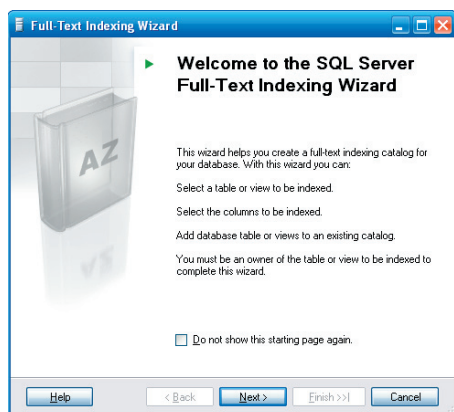 Full-Text Indexing Wizard
Welcome to the SQL Server
Full-Text Indexing Wizard
AZ
This wizard helps you create a full-text indexing catalog for
your database. With this wizard you can:
Select a table or view to be indexed.
Select the columns to be indexed.
Add database table or views to an existing catalog.
You must be an owner of the table or view to be indexed to
complete this wizard.
Do not show this starting page again.
Help < Back Next > Finish >>| Cancel